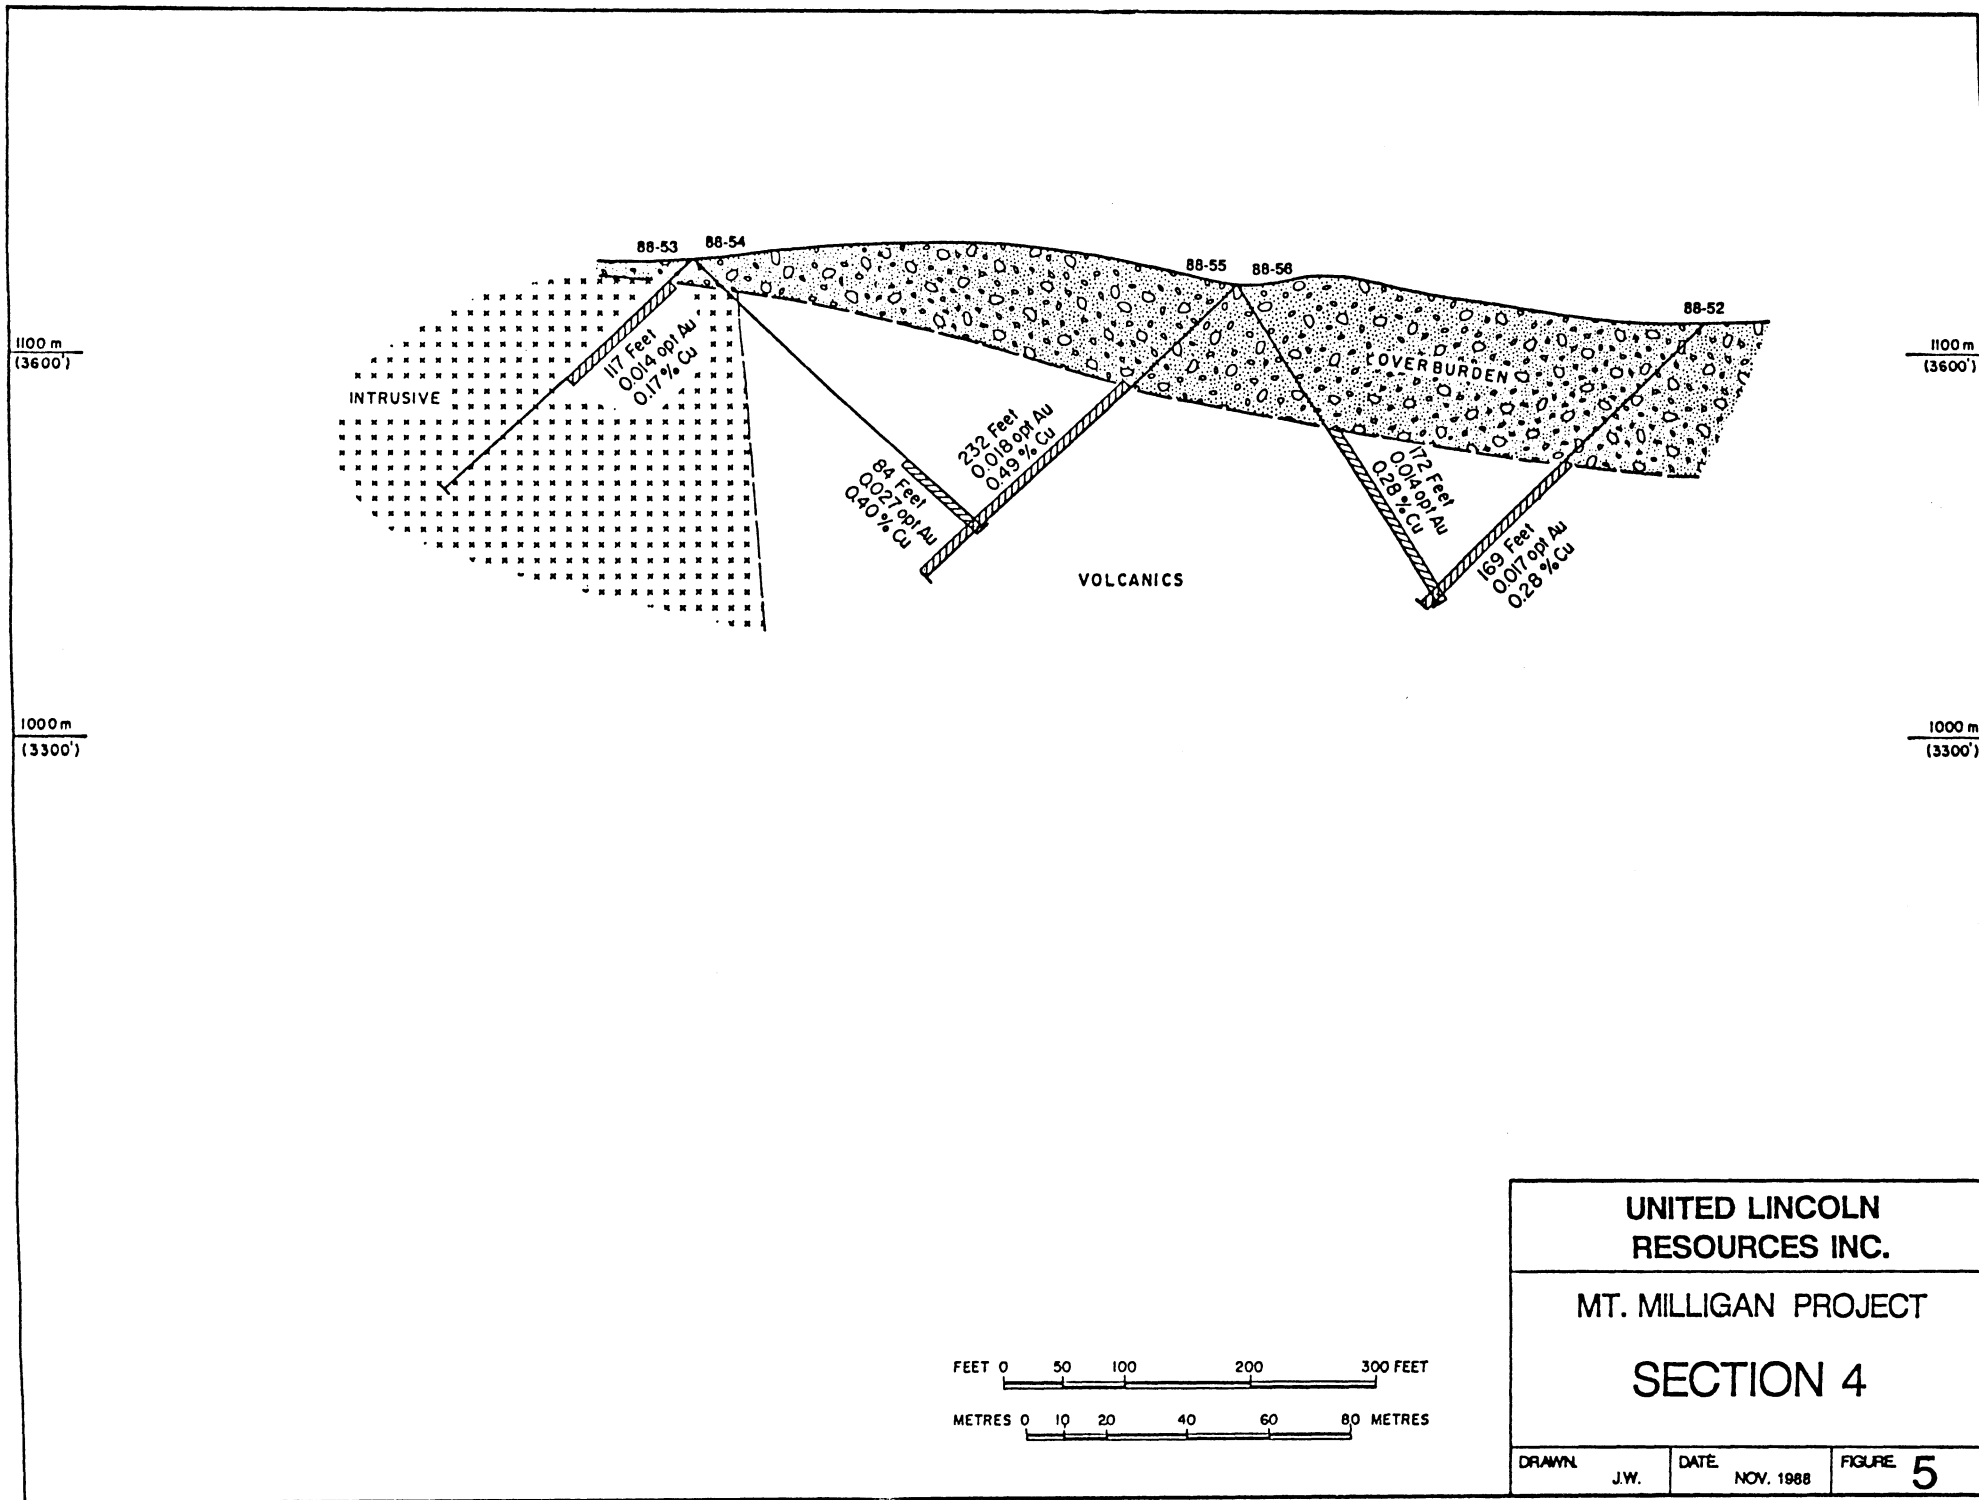 88-53
88-54
88-55
88-56
88-52
1100 m
(3600')
1100 m
(3600')
INTRUSIVE
117 Feet
0.014 opt Au
0.17 % Cu
84 Feet
0.027 opt Au
0.40 % Cu
232 Feet
0.018 opt Au
0.49 % Cu
OVERBURDEN
172 Feet
0.014 opt Au
0.28 % Cu
169 Feet
0.017 opt Au
0.28 % Cu
VOLCANICS
1000 m
(3300')
1000 m
(3300')
FEET 0 50 100 200 300 FEET
METRES 0 10 20 40 60 80 METRES
UNITED LINCOLN
RESOURCES INC.
MT. MILLIGAN PROJECT
SECTION 4
DRAWN. J.W.
DATE. NOV. 1988
FIGURE. 5